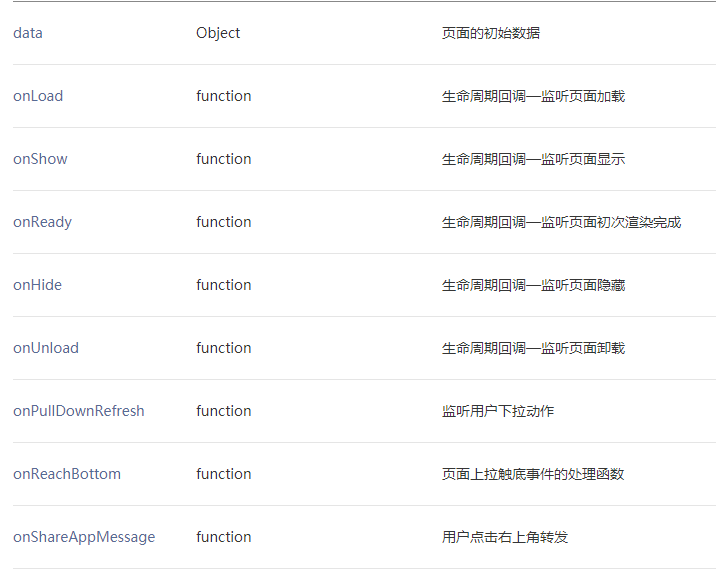 data Object 页面的初始数据
onLoad function 生命周期回调—监听页面加载
onShow function 生命周期回调—监听页面显示
onReady function 生命周期回调—监听页面初次渲染完成
onHide function 生命周期回调—监听页面隐藏
onUnload function 生命周期回调—监听页面卸载
onPullDownRefresh function 监听用户下拉动作
onReachBottom function 页面上拉触底事件的处理函数
onShareAppMessage function 用户点击右上角转发